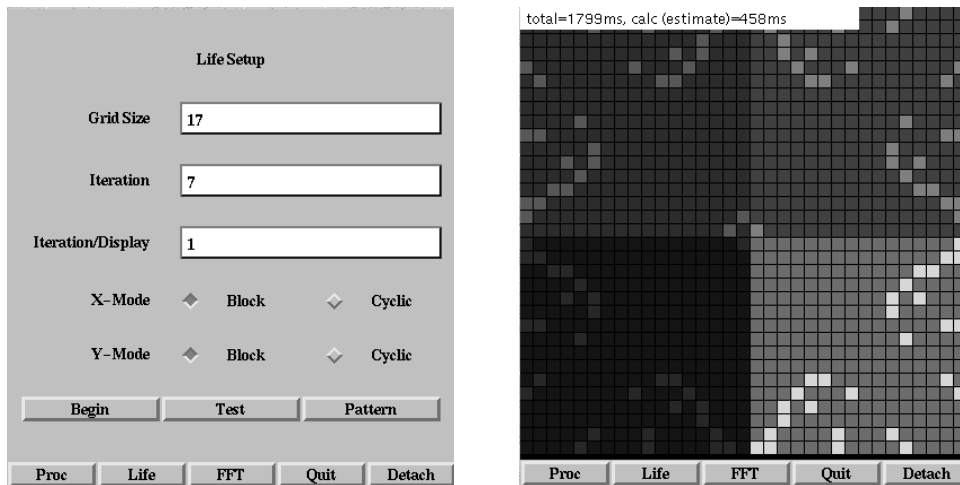 Life Setup
Grid Size 17
Iteration 7
Iteration/Display 1
X-Mode Block Cyclic
Y-Mode Block Cyclic
Begin Test Pattern
Proc Life FFT Quit Detach
total=1799ms, calc (estimate)=458ms
Proc Life FFT Quit Detach